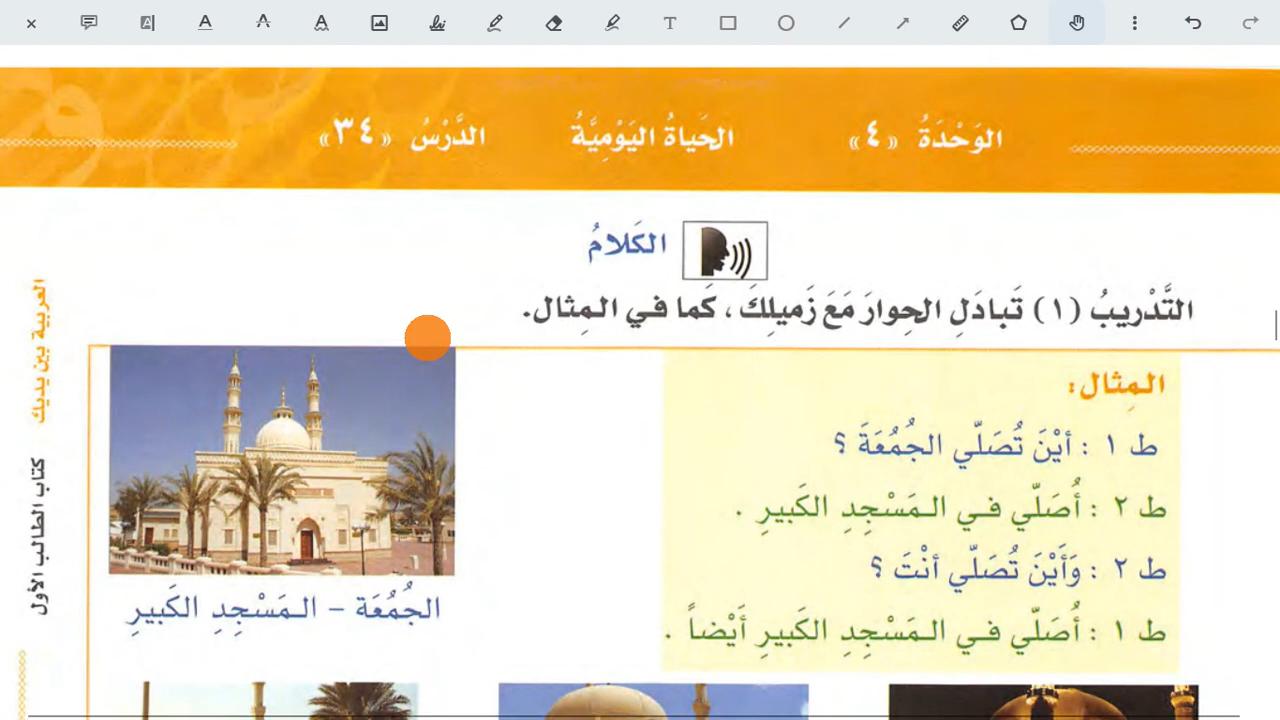 الوَحْدَةُ «٤» الحَياةُ اليَوْمِيَّةُ الدَّرْسُ «٣٤»
الكَلامُ
التَّدْريبُ (١) تَبادَلِ الحِوارَ مَعَ زَميلِكَ ، كَما في المِثال.
المِثال:
ط ١ : أيْنَ تُصَلّي الجُمُعَةَ ؟
ط ٢ : أُصَلّي في المَسْجِدِ الكَبيرِ .
ط ٢ : وَأَيْنَ تُصَلّي أنْتَ ؟
ط ١ : أُصَلّي في المَسْجِدِ الكَبيرِ أَيْضاً .
الجُمُعَة – المَسْجِدِ الكَبيرِ
العربية بين يديك
كتاب الطالب الأول
T